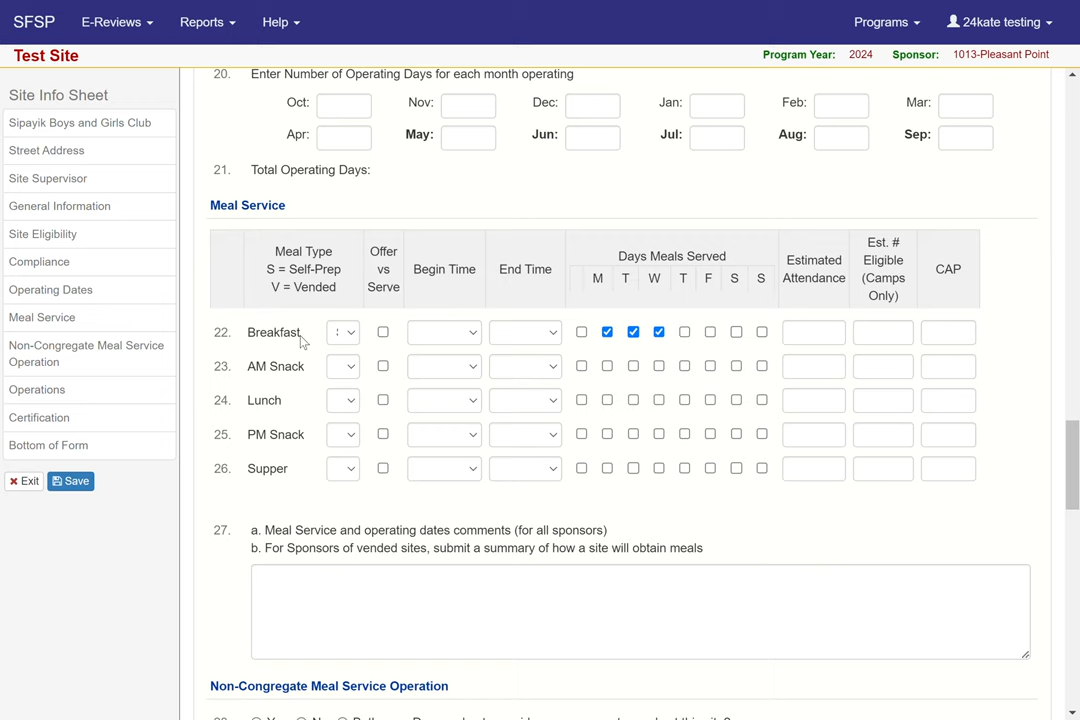 SFSP E-Reviews Reports Help Programs 24kate testing
Test Site Program Year: 2024 Sponsor: 1013-Pleasant Point
Site Info Sheet
Sipayik Boys and Girls Club
Street Address
Site Supervisor
General Information
Site Eligibility
Compliance
Operating Dates
Meal Service
Non-Congregate Meal Service
Operation
Operations
Certification
Bottom of Form
Exit Save
20. Enter Number of Operating Days for each month operating
Oct: Nov: Dec: Jan: Feb: Mar:
Apr: May: Jun: Jul: Aug: Sep:
21. Total Operating Days:
Meal Service
Meal Type
S = Self-Prep
V = Vended
Offer
vs
Serve
Begin Time
End Time
Days Meals Served
M T W T F S S
Estimated
Attendance
Est. #
Eligible
(Camps
Only)
CAP
22. Breakfast
23. AM Snack
24. Lunch
25. PM Snack
26. Supper
27. a. Meal Service and operating dates comments (for all sponsors)
b. For Sponsors of vended sites, submit a summary of how a site will obtain meals
Non-Congregate Meal Service Operation